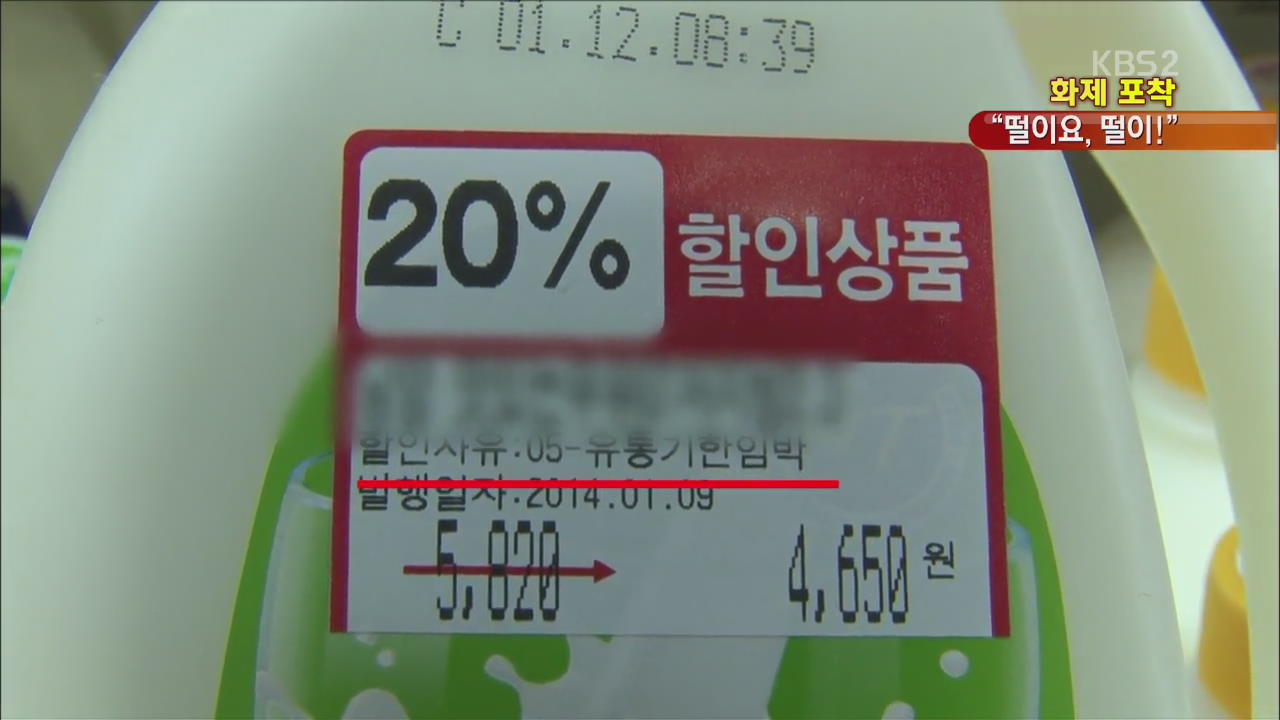 C 01.12.08:39
KBS2
화제 포착
“떨이요, 떨이!”
20%
할인상품
할인사유:05-유통기한임박
발행일자:2014.01.09
5,820
4,650 원